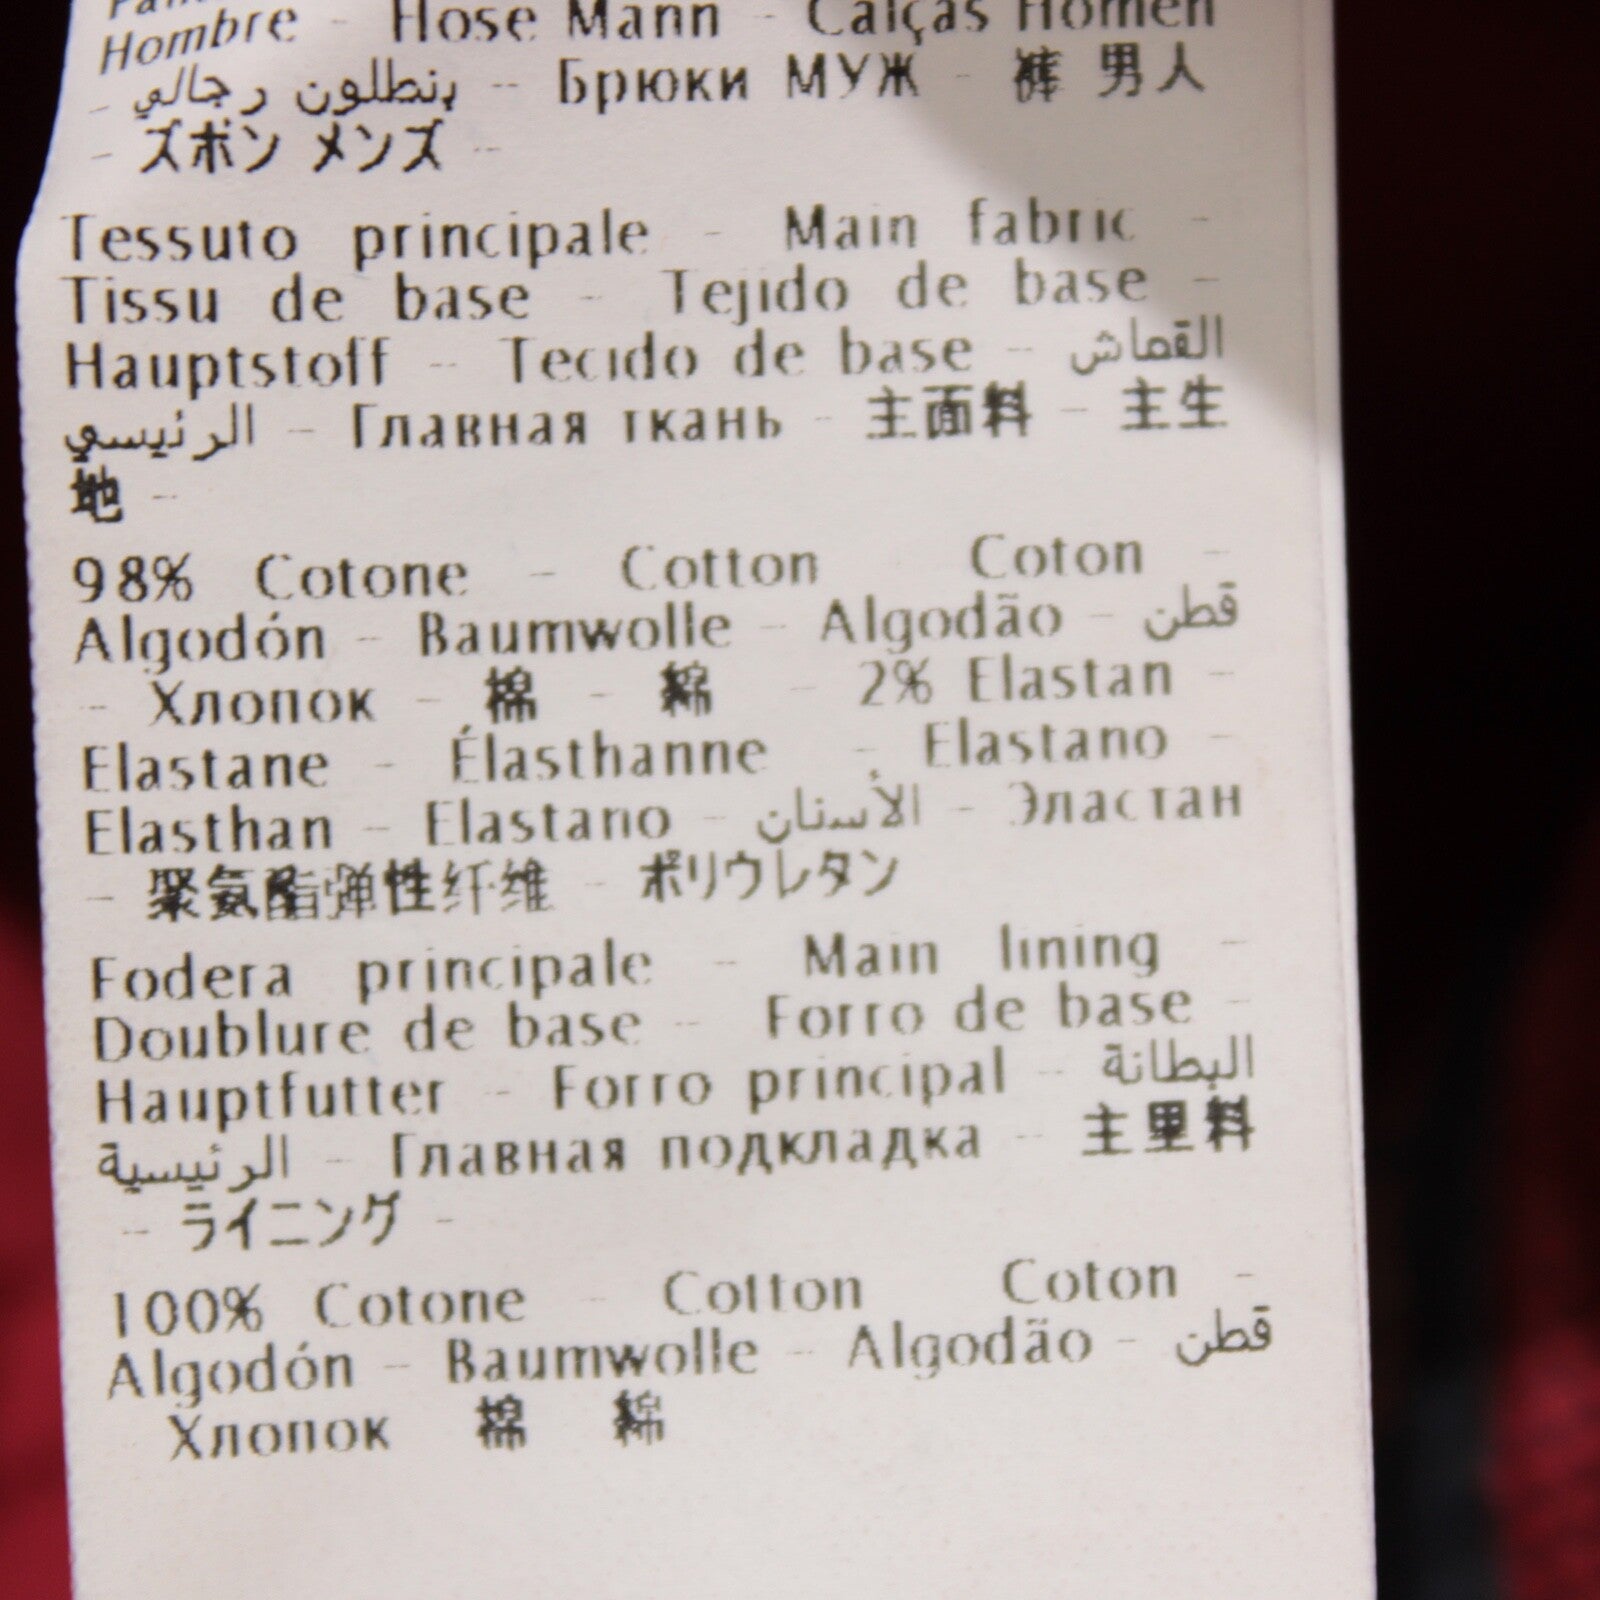 Hombre - Hose Mann - Calças Homen
- بنطلون رجالي -- Брюки МУЖ - 裤 男人
- ズボン メンズ --
Tessuto principale - Main fabric -
Tissu de base - Tejido de base -
Hauptstoff -- Tecido de base -- القماش
الرئيسي - Главная ткань - 主面料 - 主生
地 --
98% Cotone - Cotton Coton -
Algodón - Baumwolle - Algodão - قطن
- Хлопок - 棉 - 綿 - 2% Elastan -
Elastane - Élasthanne - Elastano -
Elasthan - Elastano - الأستان - Эластан
- 聚氨酯弹性纤维 - ポリウレタン
Fodera principale - Main lining -
Doublure de base -- Forro de base -
Hauptfutter - Forro principal -- البطانة
الرئيسية - Главная подкладка -- 主里料
-- ライニング -
100% Cotone - Cotton Coton -
Algodón -- Baumwolle -- Algodão - قطن
Хлопок 棉 綿